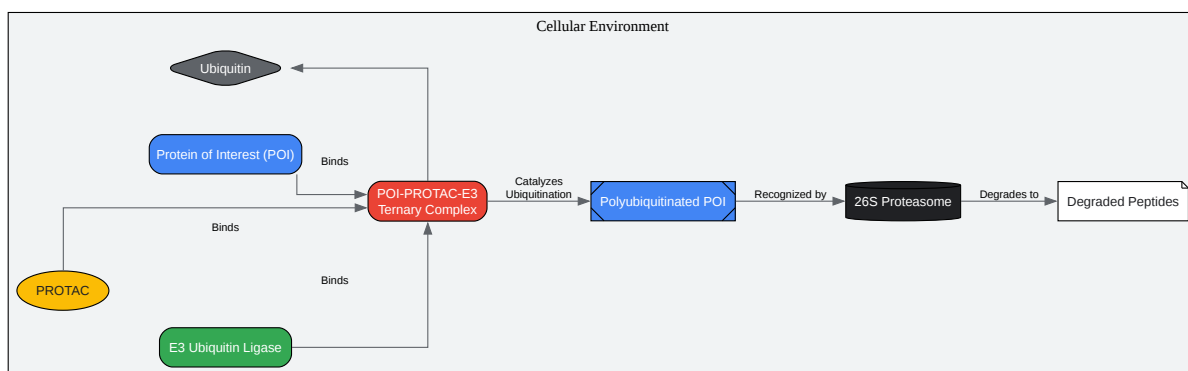 Cellular Environment
Ubiquitin
Protein of Interest (POI)
Binds
POI-PROTAC-E3
Ternary Complex
Catalyzes
Ubiquitination
Polyubiquitinated POI
Recognized by
26S Proteasome
Degrades to
Degraded Peptides
Binds
PROTAC
Binds
E3 Ubiquitin Ligase